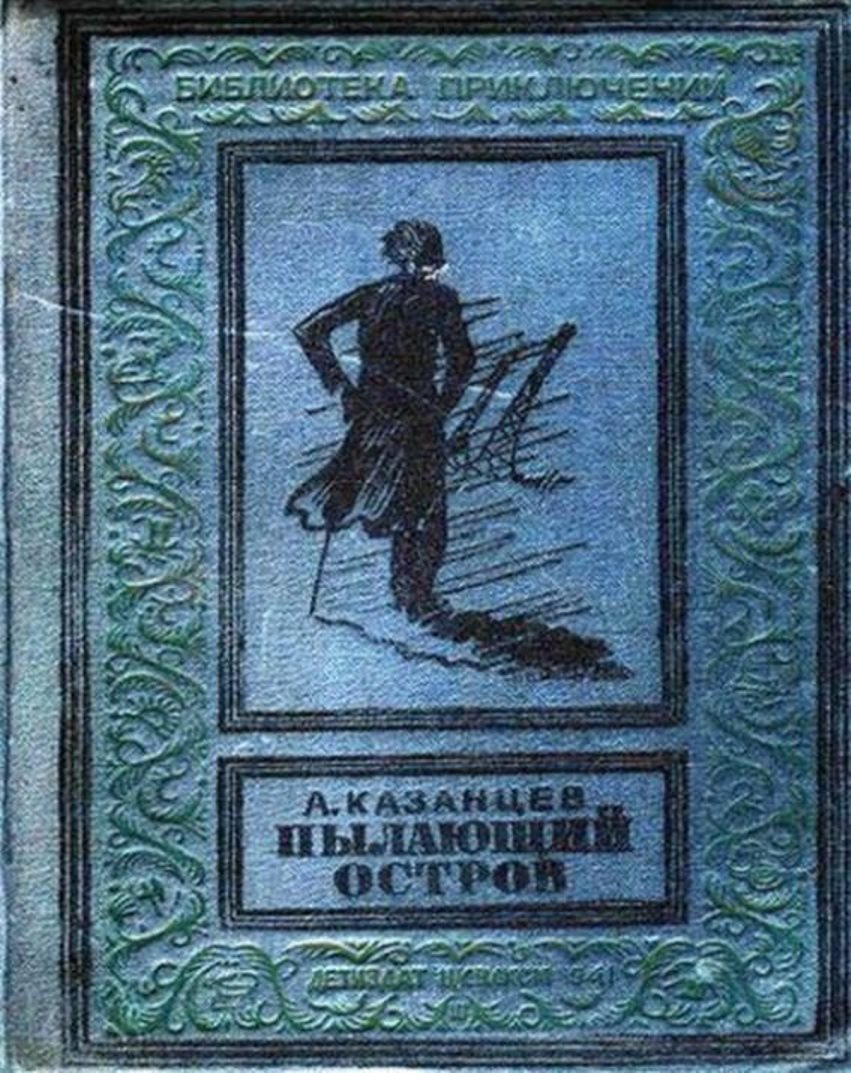 БИБЛИОТЕКА ПРИКЛЮЧЕНИЙ
А. КАЗАНЦЕВ
ПЫЛАЮЩИЙ
ОСТРОВ
ДЕТИЗДАТ ЦК ВЛКСМ 1941